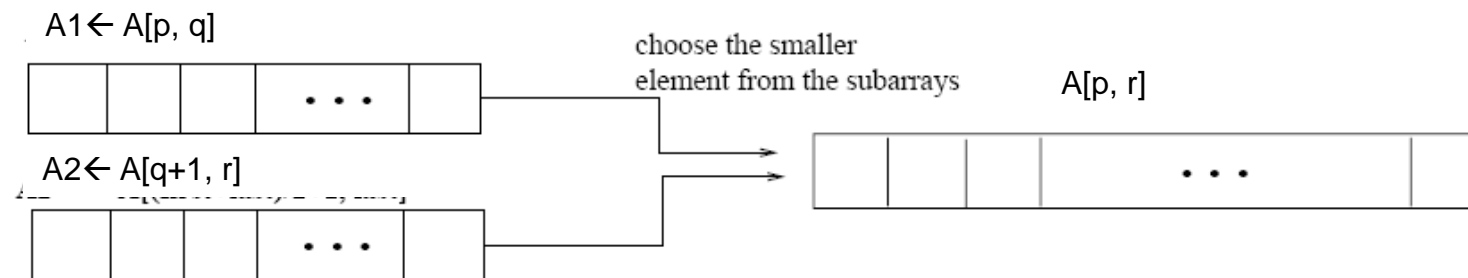 A1← A[p, q]
choose the smaller
element from the subarrays
A[p, r]
A2← A[q+1, r]